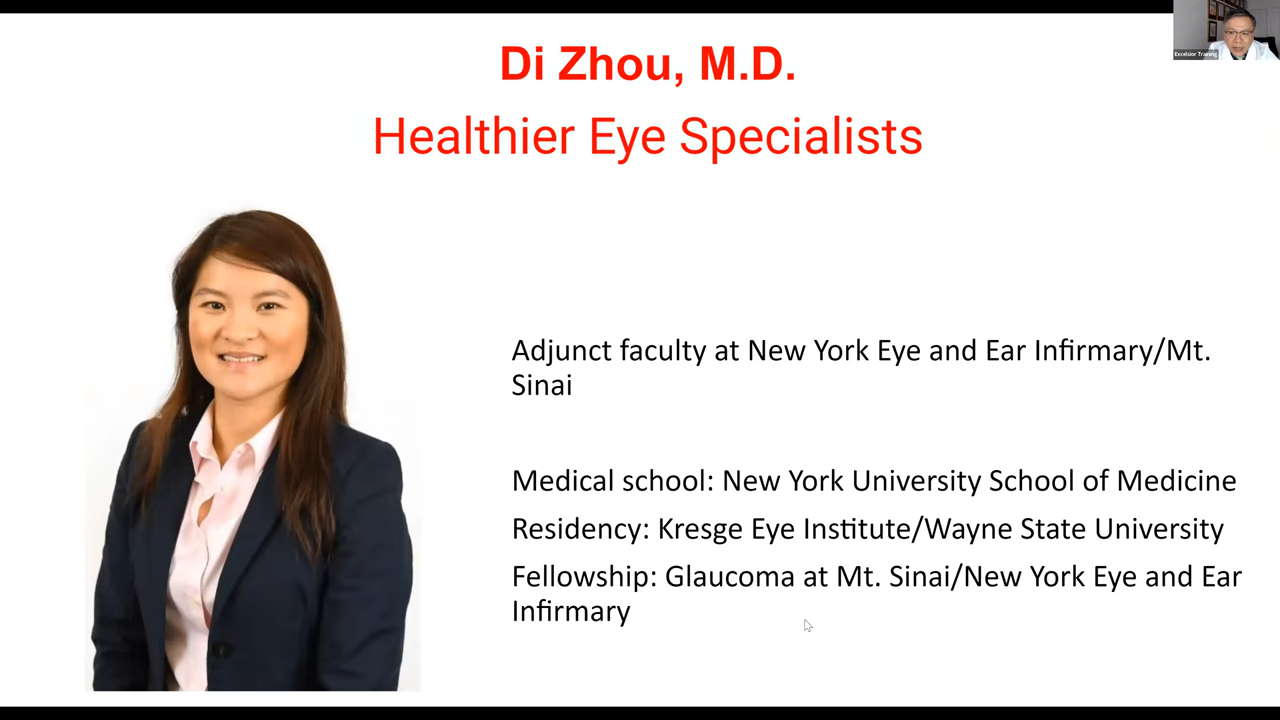 Di Zhou, M.D.
Healthier Eye Specialists
Excelsior Training
Adjunct faculty at New York Eye and Ear Infirmary/Mt.
Sinai
Medical school: New York University School of Medicine
Residency: Kresge Eye Institute/Wayne State University
Fellowship: Glaucoma at Mt. Sinai/New York Eye and Ear
Infirmary